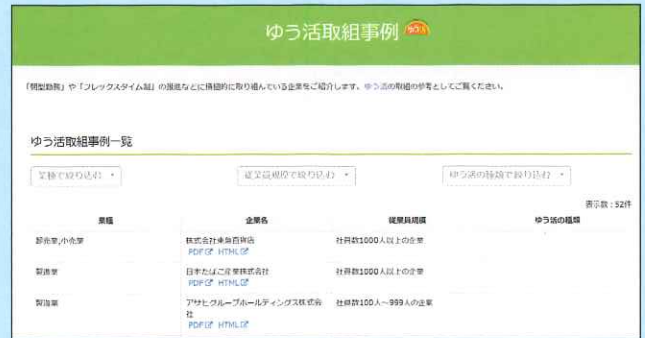 ゆう活取組事例
「朝型勤務」や「フレックスタイム制」の推進などに積極的に取り組んでいる企業をご紹介します。ゆう活の取組の参考としてご覧ください。
ゆう活取組事例一覧
業種で絞り込む 従業員規模で絞り込む ゆう活の種類で絞り込む
表示数：52件
業種 企業名 従業員規模 ゆう活の種類
卸売業,小売業 株式会社東急百貨店 社員数1000人以上の企業
PDF HTML
製造業 日本たばこ産業株式会社 社員数1000人以上の企業
PDF HTML
製造業 アサヒグループホールディングス株式会 社員数100人～999人の企業
社
PDF HTML